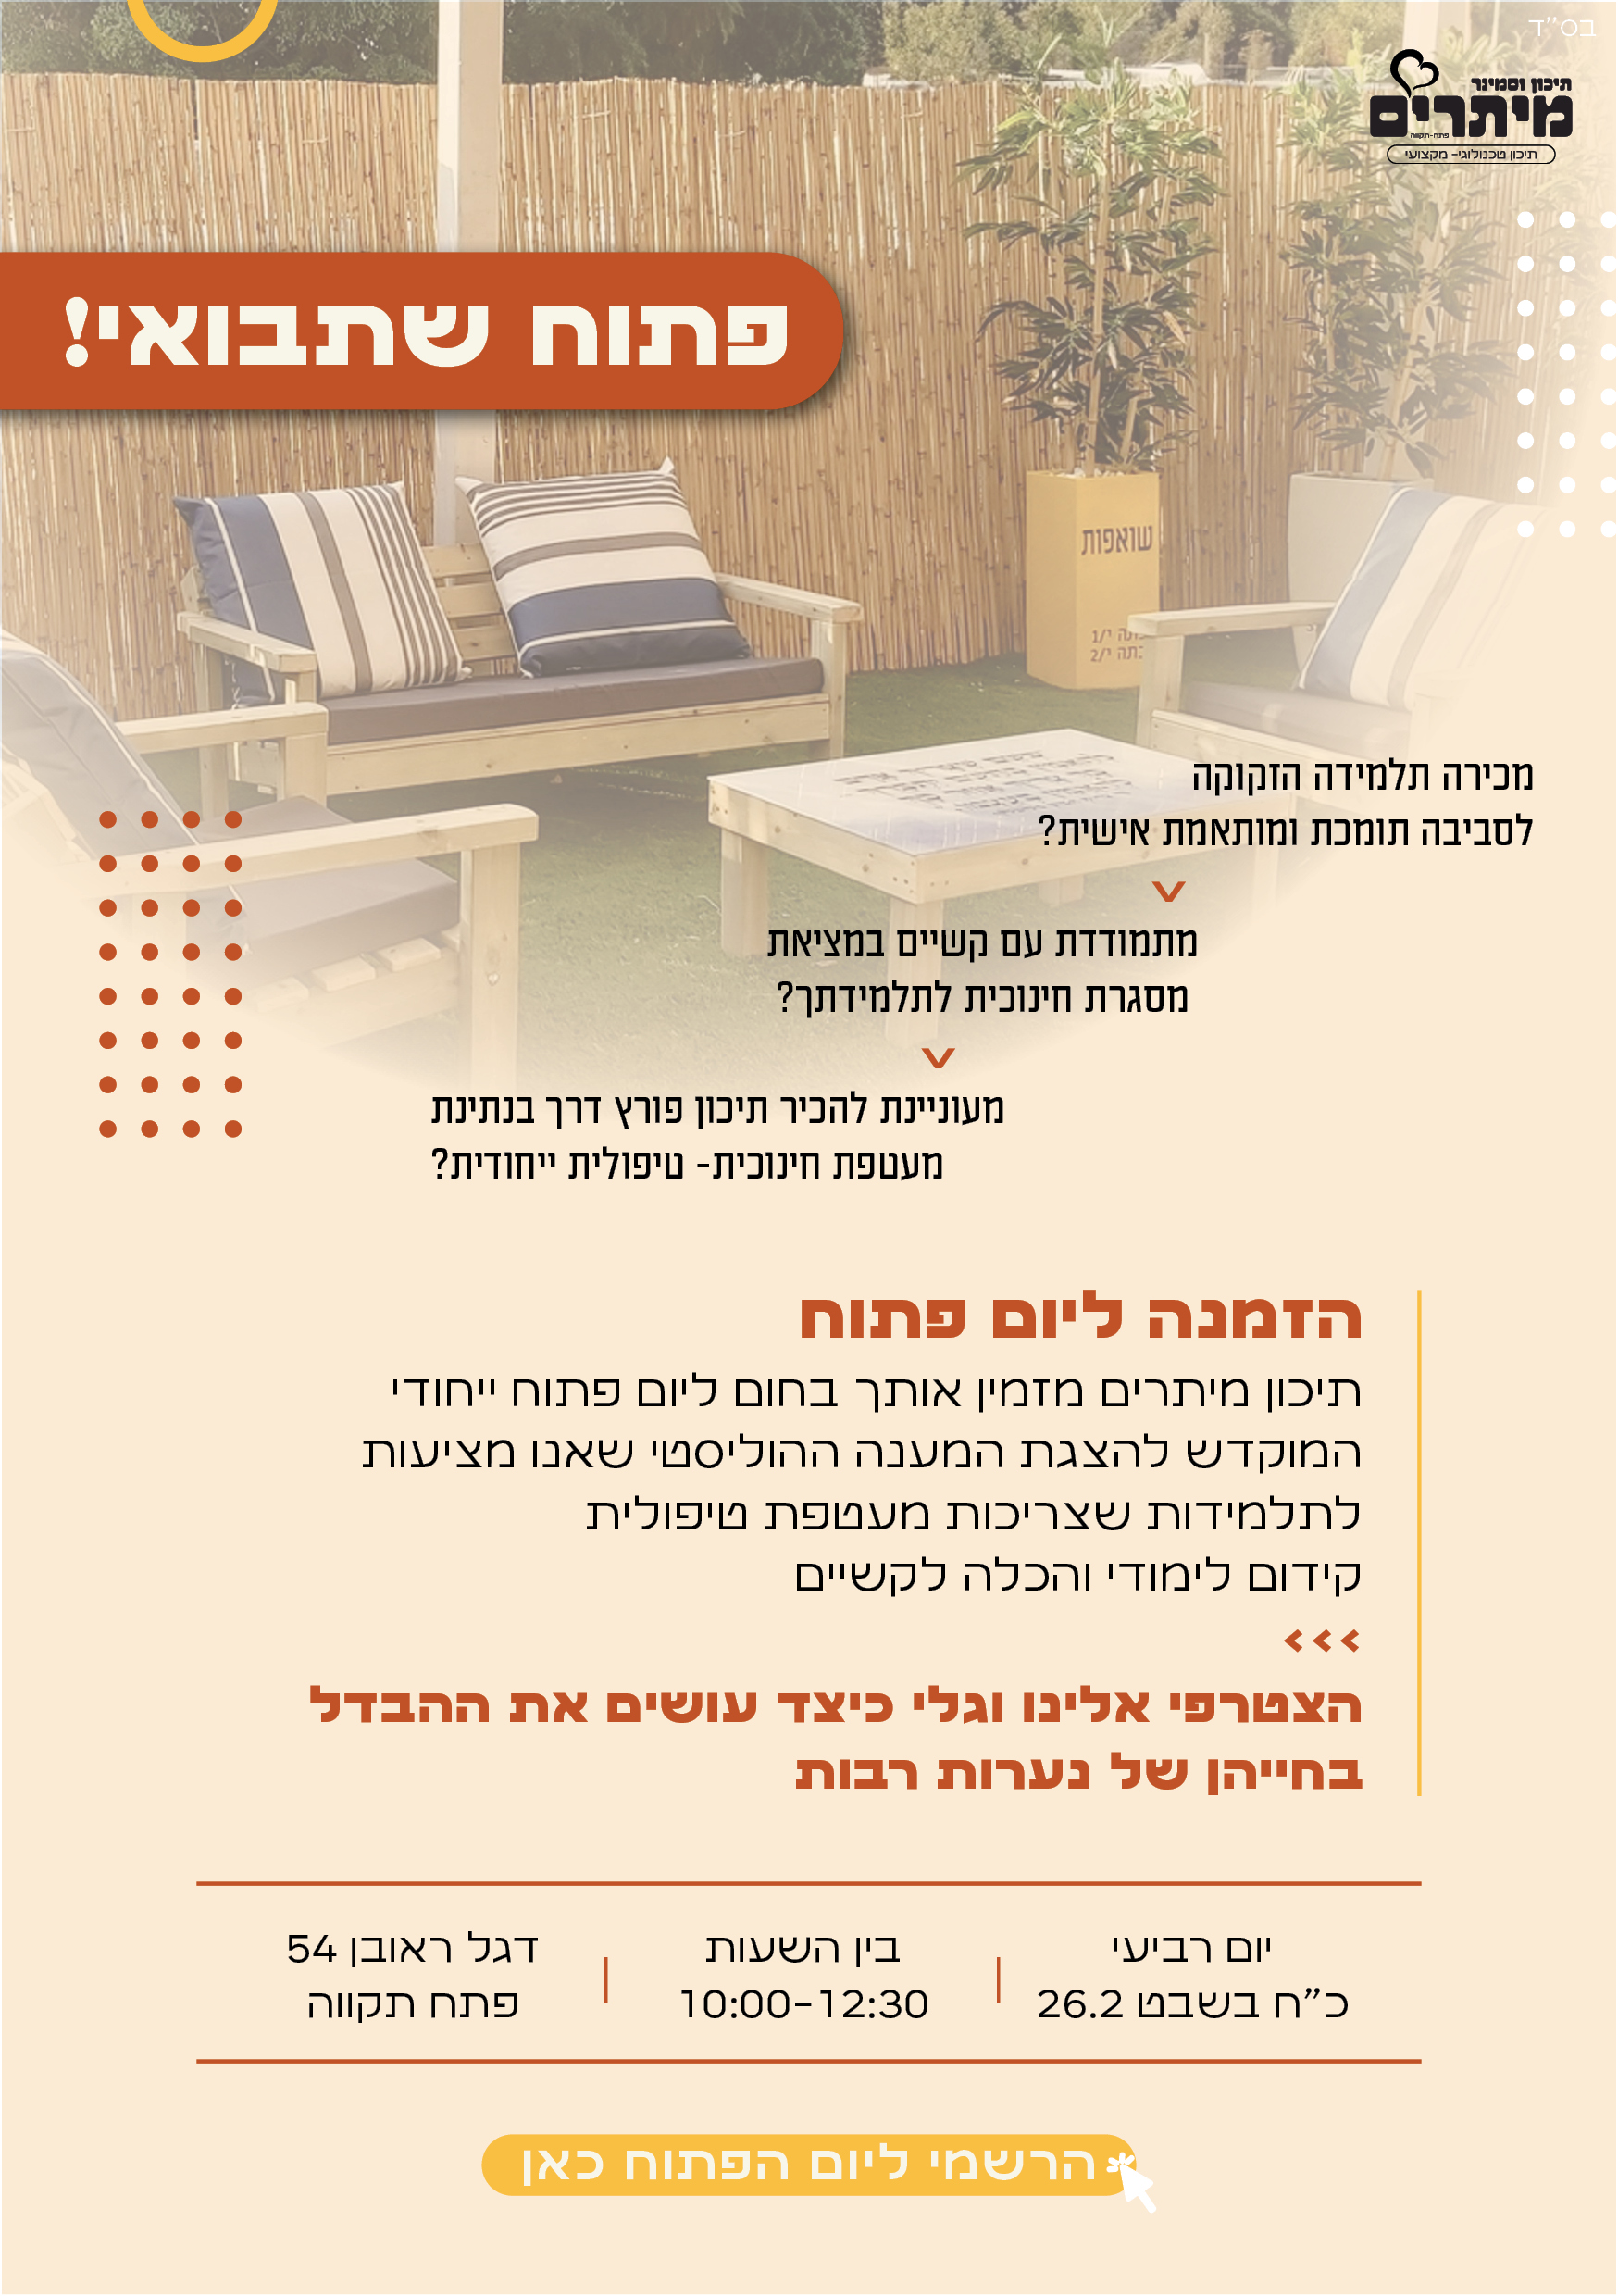 בס"ד
תיכון וסמינר
מיתרים
פתח-תקווה
תיכון טכנולוגי- מקצועי
פתוח שתבואי!
שואפות
מכירה תלמידה הזקוקה
לסביבה תומכת ומותאמת אישית?
מתמודדת עם קשיים במציאת
מסגרת חינוכית לתלמידתך?
מעוניינת להכיר תיכון פורץ דרך בנתינת
מעטפת חינוכית- טיפולית ייחודית?
הזמנה ליום פתוח
תיכון מיתרים מזמין אותך בחום ליום פתוח ייחודי
המוקדש להצגת המענה ההוליסטי שאנו מציעות
לתלמידות שצריכות מעטפת טיפולית
קידום לימודי והכלה לקשיים
הצטרפי אלינו וגלי כיצד עושים את ההבדל
בחייהן של נערות רבות
יום רביעי
כ"ח בשבט 26.2
בין השעות
10:00-12:30
דגל ראובן 54
פתח תקווה
הרשמי ליום הפתוח כאן